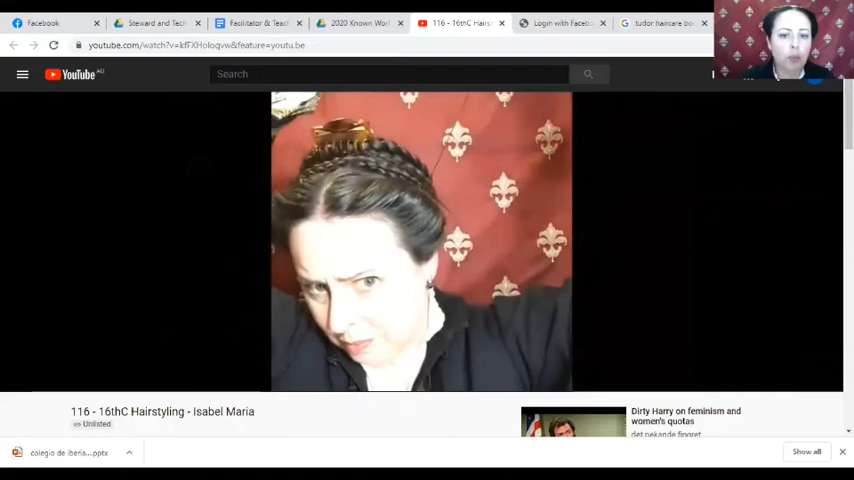 Facebook
Steward and Tech
Facilitator & Teach
2020 Known Worl
116 - 16thC Hairst
Login with Facebo
tudor haircare boo
youtube.com/watch?v=kfFXHoIoqvw&feature=youtu.be
YouTube AU
Search
116 - 16thC Hairstyling - Isabel Maria
Unlisted
Dirty Harry on feminism and
women's quotas
det pekande fingret
colegio de iberia....pptx
Show all